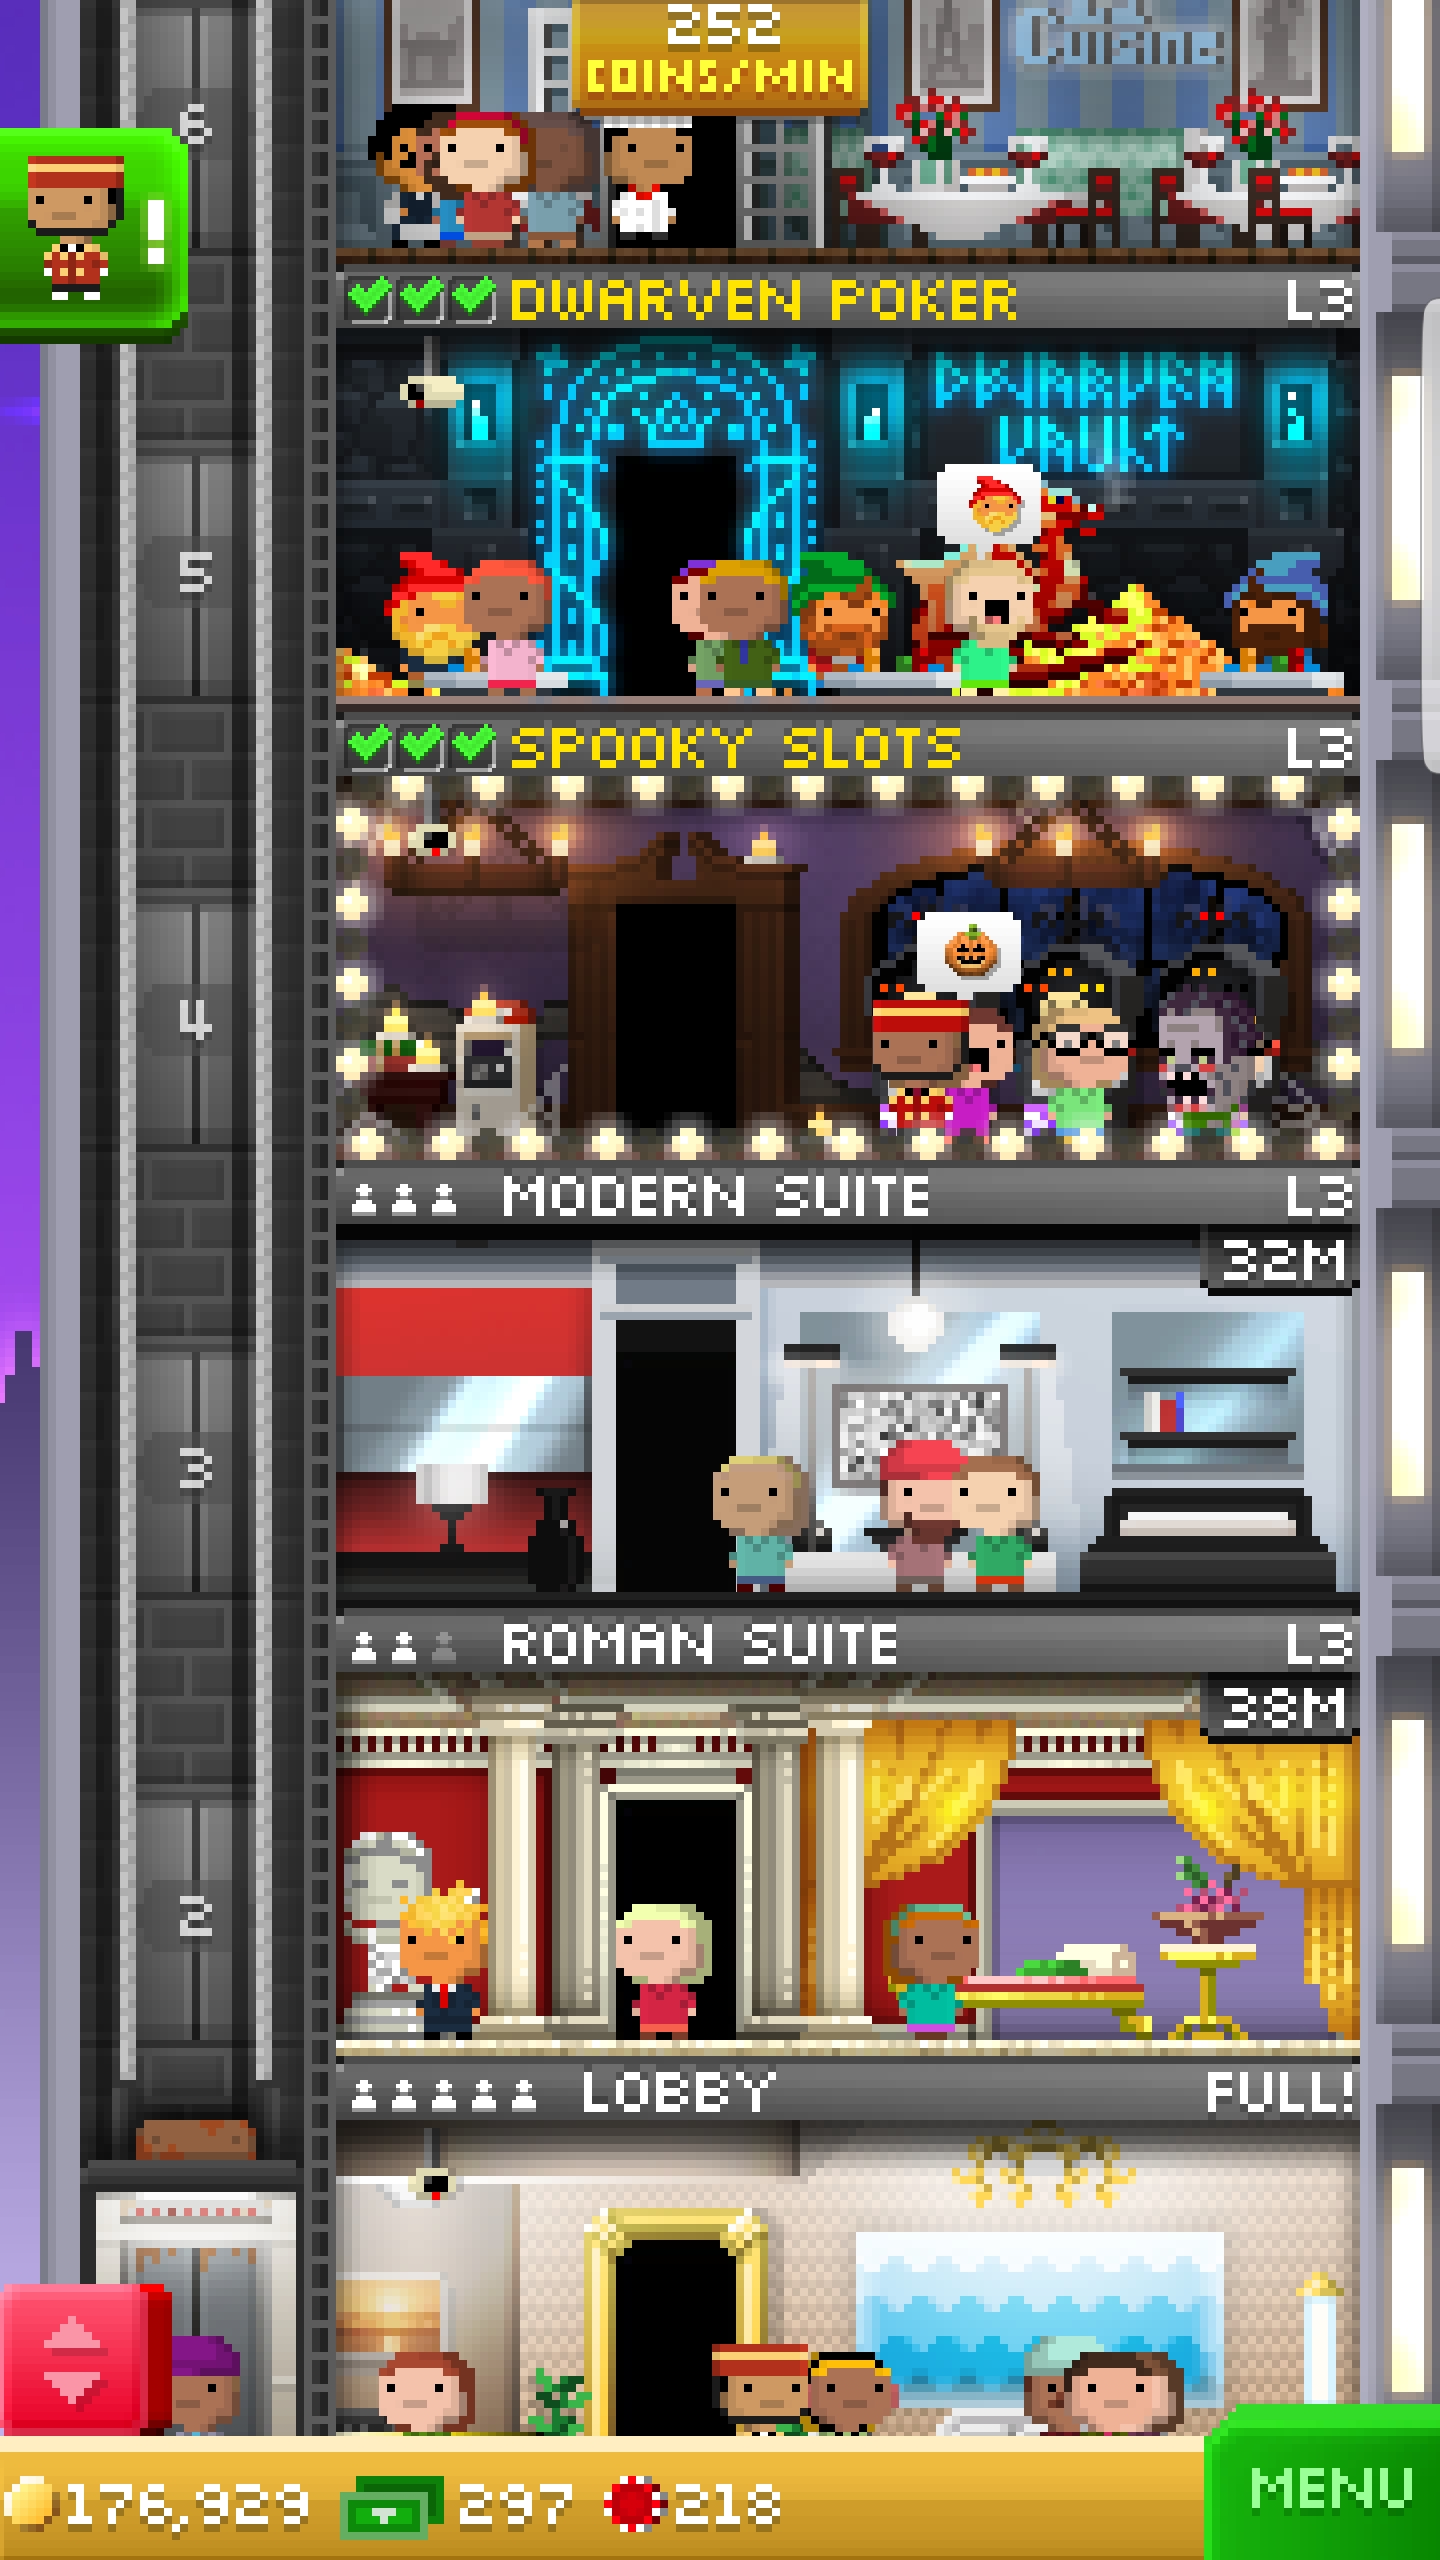 Cuisine
252
COINS/MIN
6
!
DWARVEN POKER
L3
DWARVEN
VAULT
5
SPOOKY SLOTS
L3
4
MODERN SUITE
L3
32M
3
ROMAN SUITE
L3
38M
2
LOBBY
FULL!
176,929
297
218
MENU